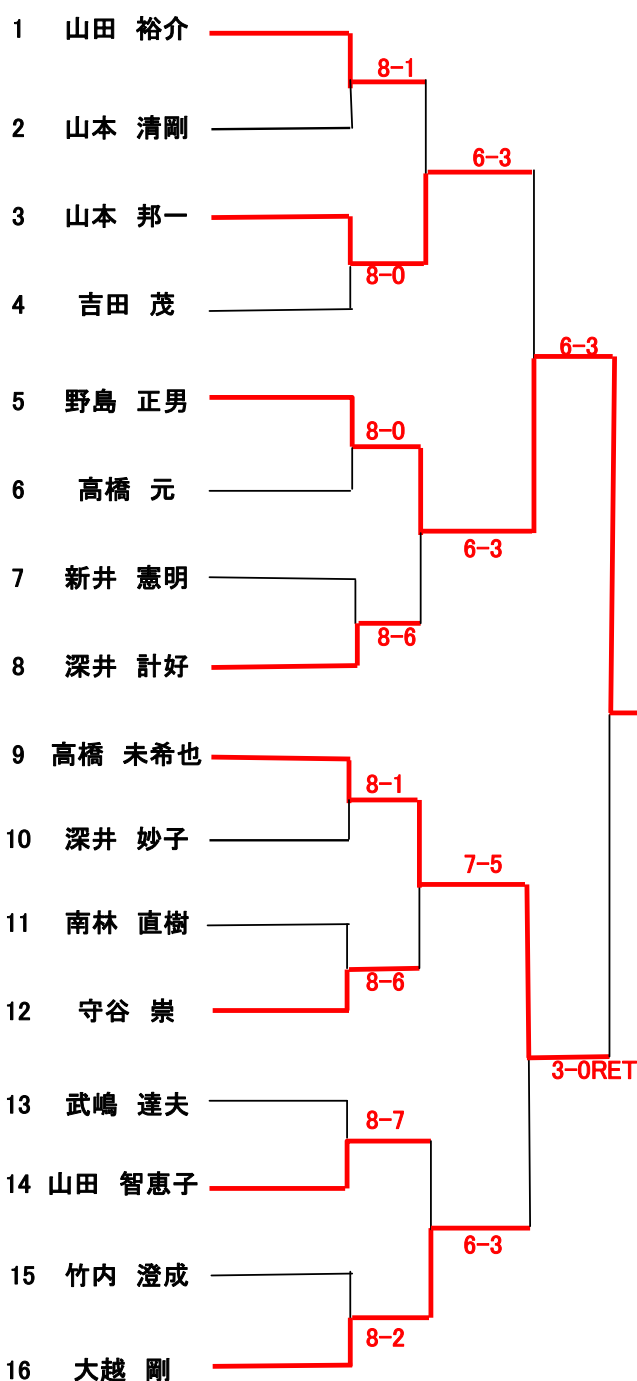 1 山田 裕介
8-1
2 山本 清剛
6-3
3 山本 邦一
8-0
4 吉田 茂
6-3
5 野島 正男
8-0
6 高橋 元
6-3
7 新井 憲明
8-6
8 深井 計好
9 高橋 未希也
8-1
10 深井 妙子
7-5
11 南林 直樹
8-6
12 守谷 崇
3-0RET
13 武嶋 達夫
8-7
14 山田 智恵子
6-3
15 竹内 澄成
8-2
16 大越 剛